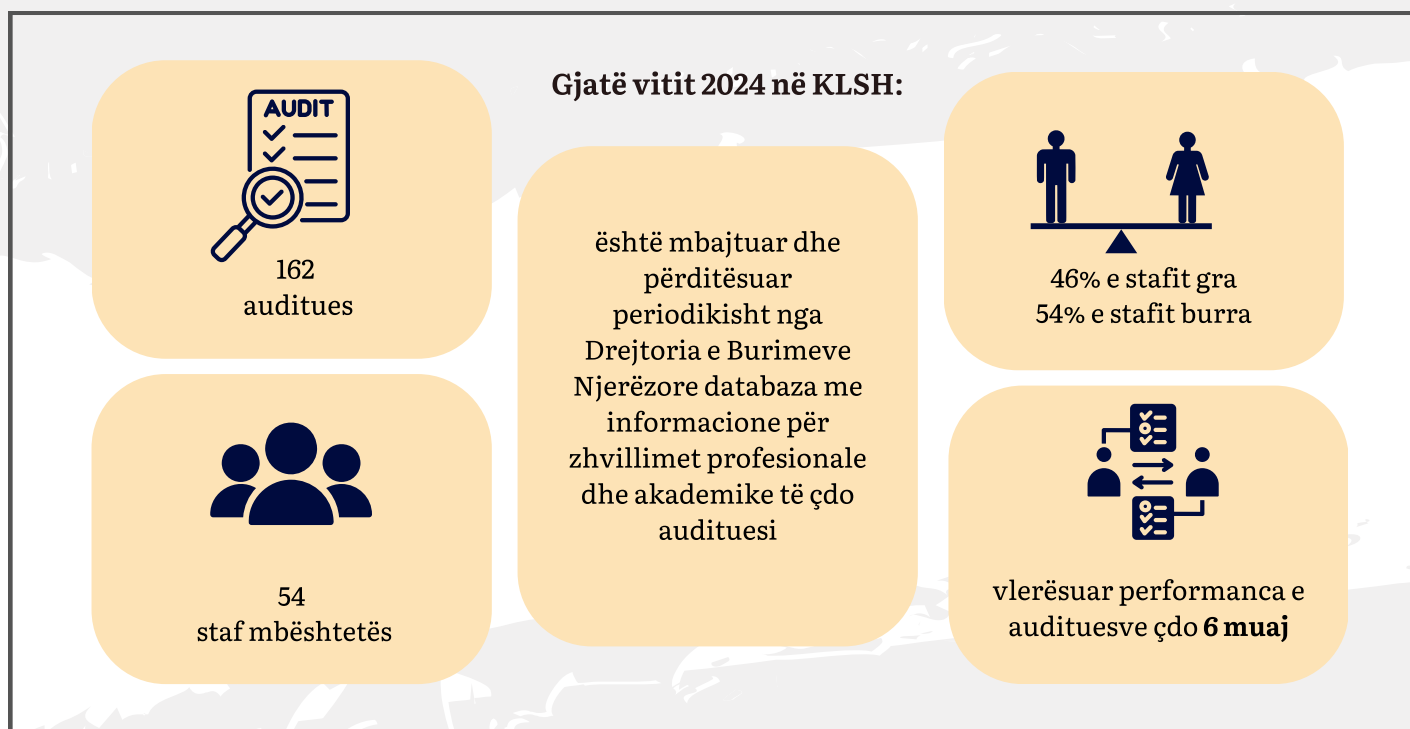 Gjatë vitit 2024 në KLSH:
AUDIT
162
auditues
54
staf mbështetës
është mbajtuar dhe
përditësuar
periodikisht nga
Drejtoria e Burimeve
Njerëzore databaza me
informacione për
zhvillimet profesionale
dhe akademike të çdo
audituesi
46% e stafit gra
54% e stafit burra
vlerësuar performanca e
audituesve çdo 6 muaj